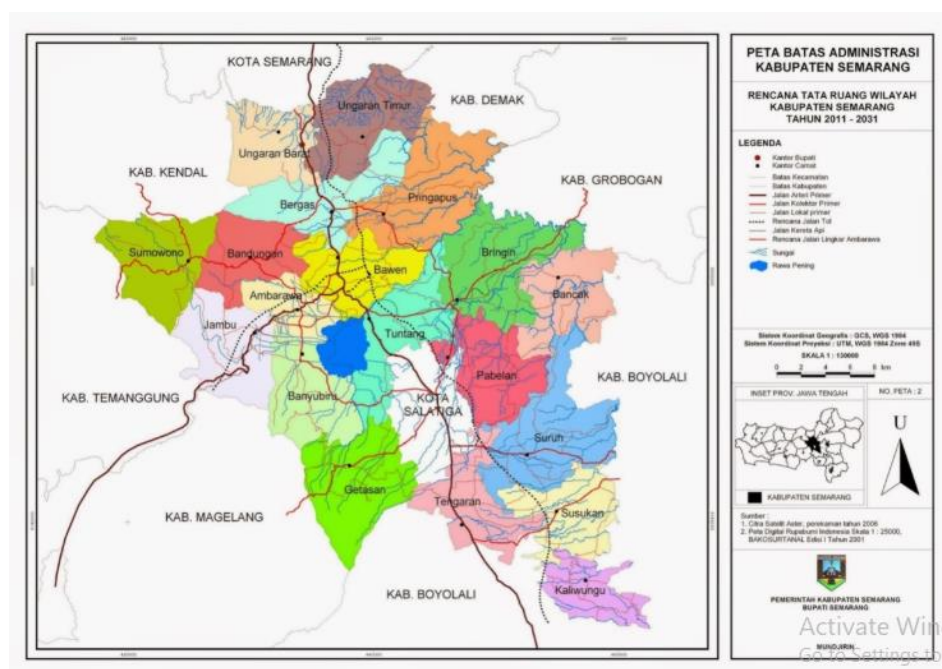 KOTA SEMARANG
Ungaran Timur
KAB. DEMAK
Ungaran Barat
KAB. KENDAL
KAB. GROBOGAN
Bergas
Pringapus
Sumowono
Bandungan
Bringin
Bawen
Ambarawa
Bancak
Jambu
Tuntang
Pabelan
KAB. BOYOLALI
KAB. TEMANGGUNG
Banyubiru
KOTA
SALATIGA
Suruh
Getasan
Tengaran
Susukan
KAB. MAGELANG
Kaliwungu
KAB. BOYOLALI
PETA BATAS ADMINISTRASI
KABUPATEN SEMARANG
RENCANA TATA RUANG WILAYAH
KABUPATEN SEMARANG
TAHUN 2011 - 2031
LEGENDA
Kantor Bupati
Kantor Camat
Batas Kecamatan
Batas Kabupaten
Jalan Arteri Primer
Jalan Kolektor Primer
Jalan Lokal primer
Rencana Jalan Tol
Jalan Kereta Api
Rencana Jalan Lingkar Ambarawa
Sungai
Rawa Pening
Sistem Koordinat Geografis : GCS, WGS 1984
Sistem Koordinat Proyeksi : UTM, WGS 1984 Zone 49S
SKALA 1 : 130000
0 2 4 6 8 km
INSET PROV. JAWA TENGAH
NO. PETA : 2
U
KABUPATEN SEMARANG
Sumber :
1. Citra Satelit Aster, perekaman tahun 2006
2. Peta Digital Rupabumi Indonesia Skala 1 : 25000,
BAKOSURTANAL Edisi I Tahun 2001
PEMERINTAH KABUPATEN SEMARANG
BUPATI SEMARANG
MUNDJIRIN
Activate Win
Go to Settings to